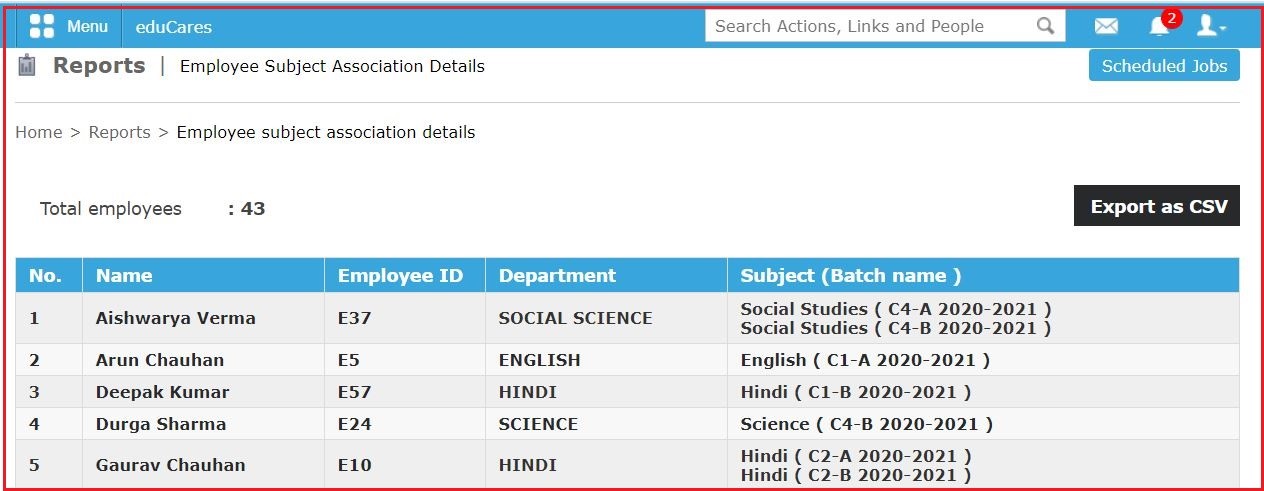 Menu eduCares Search Actions, Links and People 2
Reports | Employee Subject Association Details Scheduled Jobs
Home > Reports > Employee subject association details
Total employees : 43 Export as CSV
No. Name Employee ID Department Subject (Batch name )
1 Aishwarya Verma E37 SOCIAL SCIENCE Social Studies ( C4-A 2020-2021 )
Social Studies ( C4-B 2020-2021 )
2 Arun Chauhan E5 ENGLISH English ( C1-A 2020-2021 )
3 Deepak Kumar E57 HINDI Hindi ( C1-B 2020-2021 )
4 Durga Sharma E24 SCIENCE Science ( C4-B 2020-2021 )
5 Gaurav Chauhan E10 HINDI Hindi ( C2-A 2020-2021 )
Hindi ( C2-B 2020-2021 )